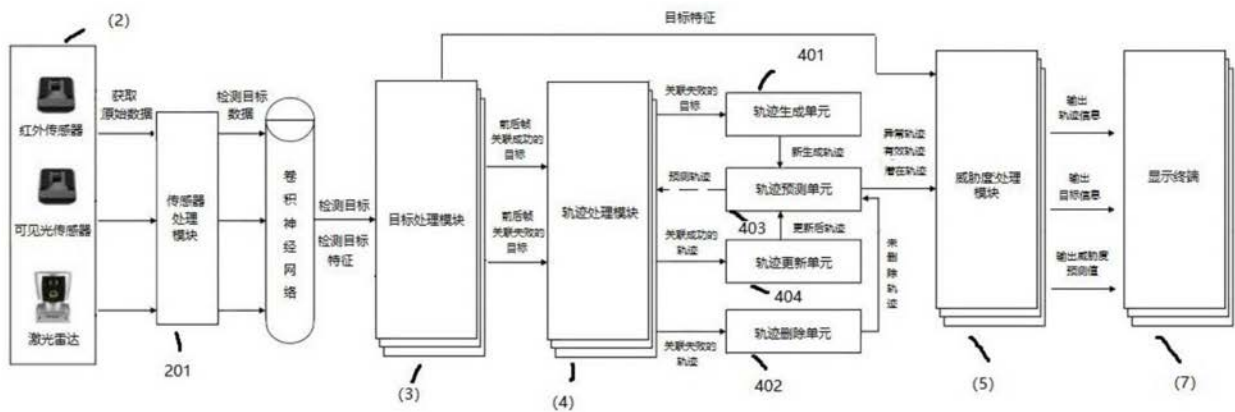 (2)
红外传感器
可见光传感器
激光雷达
获取
原始数据
传感器
处理
模块
201
检测目标
数据
卷
积
神
经
网
络
检测目标
检测目标
特征
目标处理模块
(3)
目标特征
前后帧
关联成功的
目标
前后帧
关联失败的
目标
轨迹处理模块
(4)
关联失败的
目标
预测轨迹
关联成功的
轨迹
关联失败的
轨迹
401
轨迹生成单元
新生成轨迹
轨迹预测单元
403
更新后轨迹
轨迹更新单元
404
轨迹删除单元
402
未
删
除
轨
迹
异常轨迹
有效轨迹
潜在轨迹
威胁度处理
模块
(5)
输出
轨迹信息
输出
目标信息
输出威胁度
预测值
显示终端
(7)